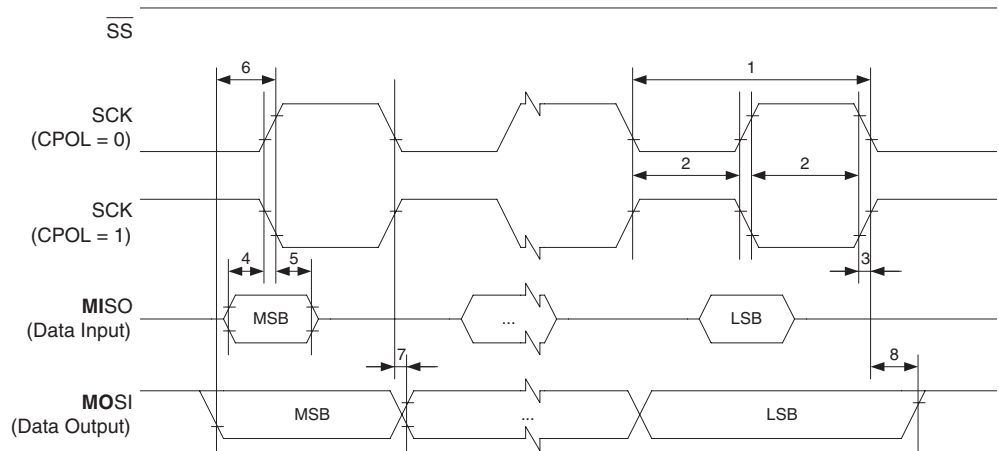 SS
6
1
SCK
(CPOL = 0)
2
2
SCK
(CPOL = 1)
4
5
3
MISO
(Data Input)
MSB
...
LSB
7
8
MOSI
(Data Output)
MSB
...
LSB